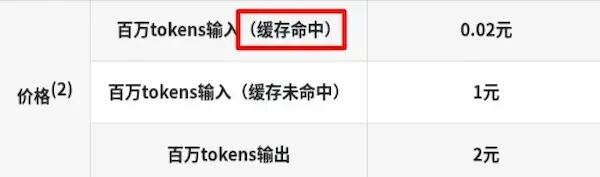 百万tokens输入（缓存命中）
0.02元
价格(2)
百万tokens输入（缓存未命中）
1元
百万tokens输出
2元